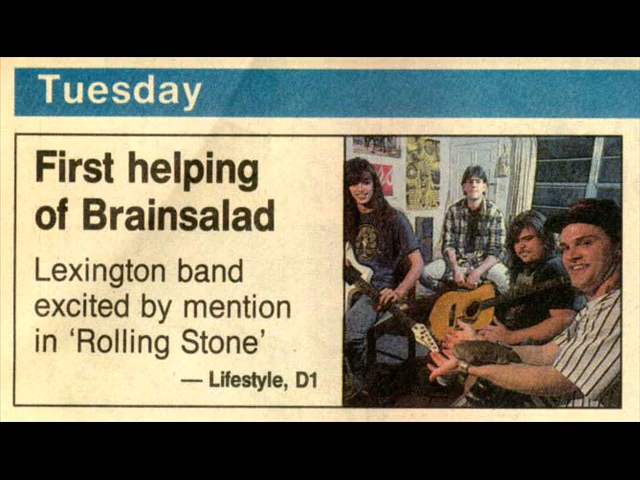 Tuesday
First helping
of Brainsalad
Lexington band
excited by mention
in ‘Rolling Stone’
— Lifestyle, D1